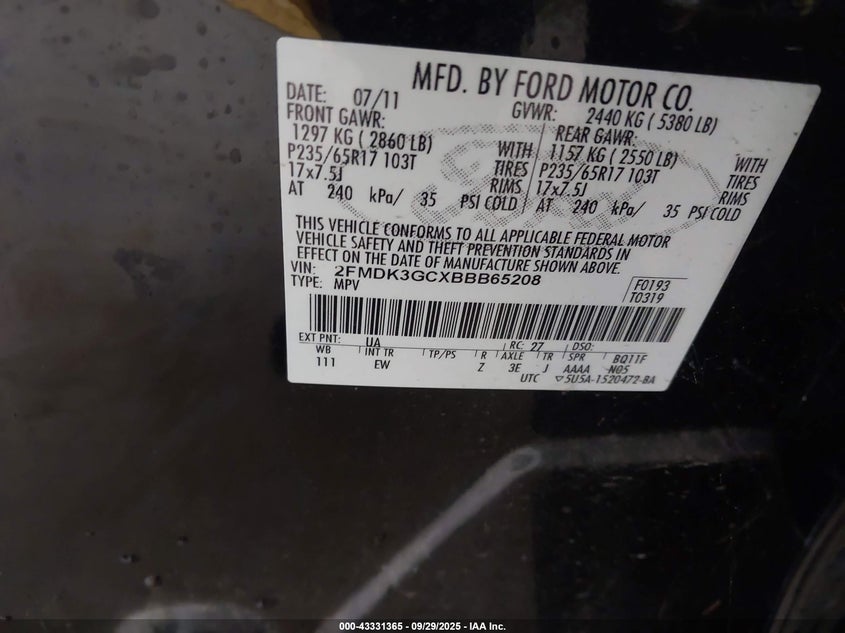 MFD. BY FORD MOTOR CO.
DATE: 07/11 GVWR: 2440 KG ( 5380 LB)
FRONT GAWR: REAR GAWR:
1297 KG ( 2860 LB) WITH 1157 KG ( 2550 LB) WITH
P235/65R17 103T TIRES P235/65R17 103T TIRES
17x7.5J RIMS 17x7.5J RIMS
AT 240 kPa/ 35 PSI COLD AT 240 kPa/ 35 PSI COLD
THIS VEHICLE CONFORMS TO ALL APPLICABLE FEDERAL MOTOR
VEHICLE SAFETY AND THEFT PREVENTION STANDARDS IN
EFFECT ON THE DATE OF MANUFACTURE SHOWN ABOVE.
VIN: 2FMDK3GCXBBB65208 F0193
TYPE: MPV T0319
EXT PNT: UA RC: 27 DSO:
WB INT TR TP/PS R AXLE TR SPR BQ11F
111 EW Z 3E J AAAA N05
UTC ▽5U5A-1520472-BA
000-43331365 - 09/29/2025 - IAA Inc.